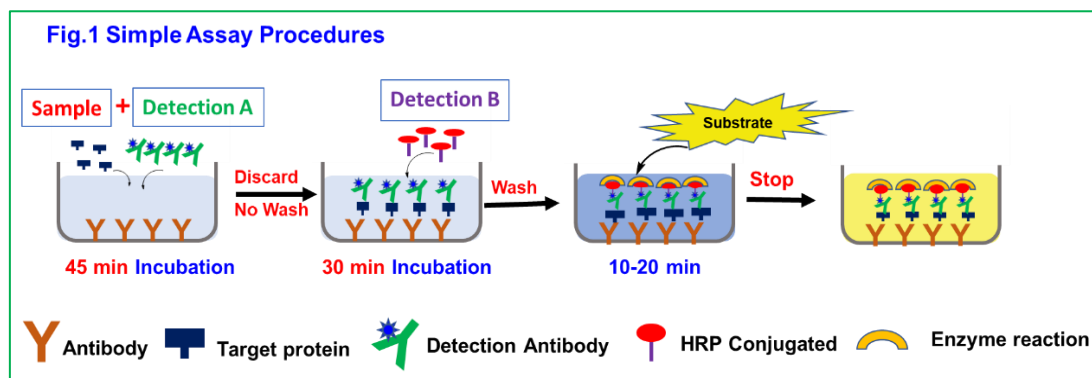 Fig.1 Simple Assay Procedures
Sample + Detection A
Detection B
Substrate
Discard
No Wash
Wash
Stop
45 min Incubation
30 min Incubation
10-20 min
Antibody
Target protein
Detection Antibody
HRP Conjugated
Enzyme reaction